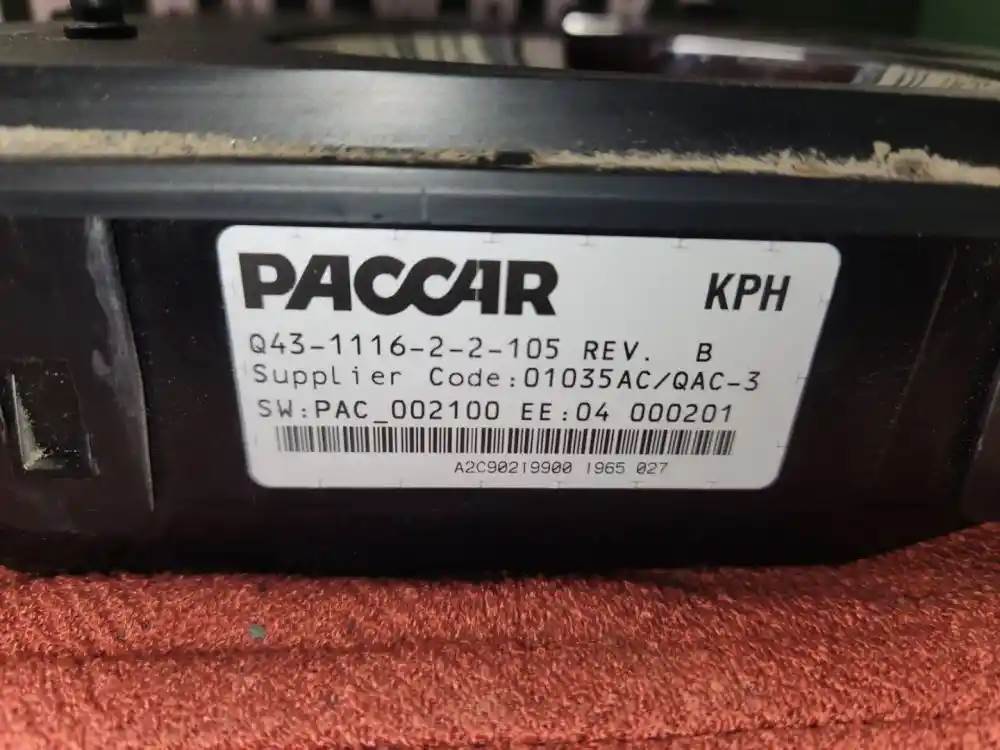 PACCAR KPH
Q43-1116-2-2-105 REV. B
Supplier Code:01035AC/QAC-3
SW:PAC_002100 EE:04 000201
A2C90219900 1965 027